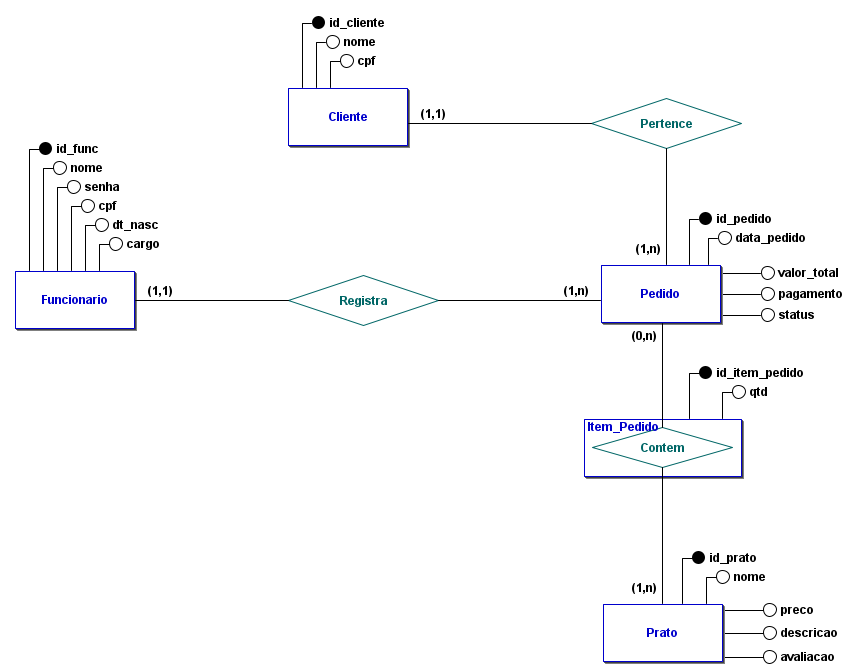 id_cliente
nome
cpf
Cliente
(1,1)
Pertence
id_func
nome
senha
cpf
dt_nasc
cargo
Funcionario
(1,1)
Registra
(1,n)
(1,n)
id_pedido
data_pedido
Pedido
valor_total
pagamento
status
(0,n)
id_item_pedido
qtd
Item_Pedido
Contem
(1,n)
id_prato
nome
Prato
preco
descricao
avaliacao